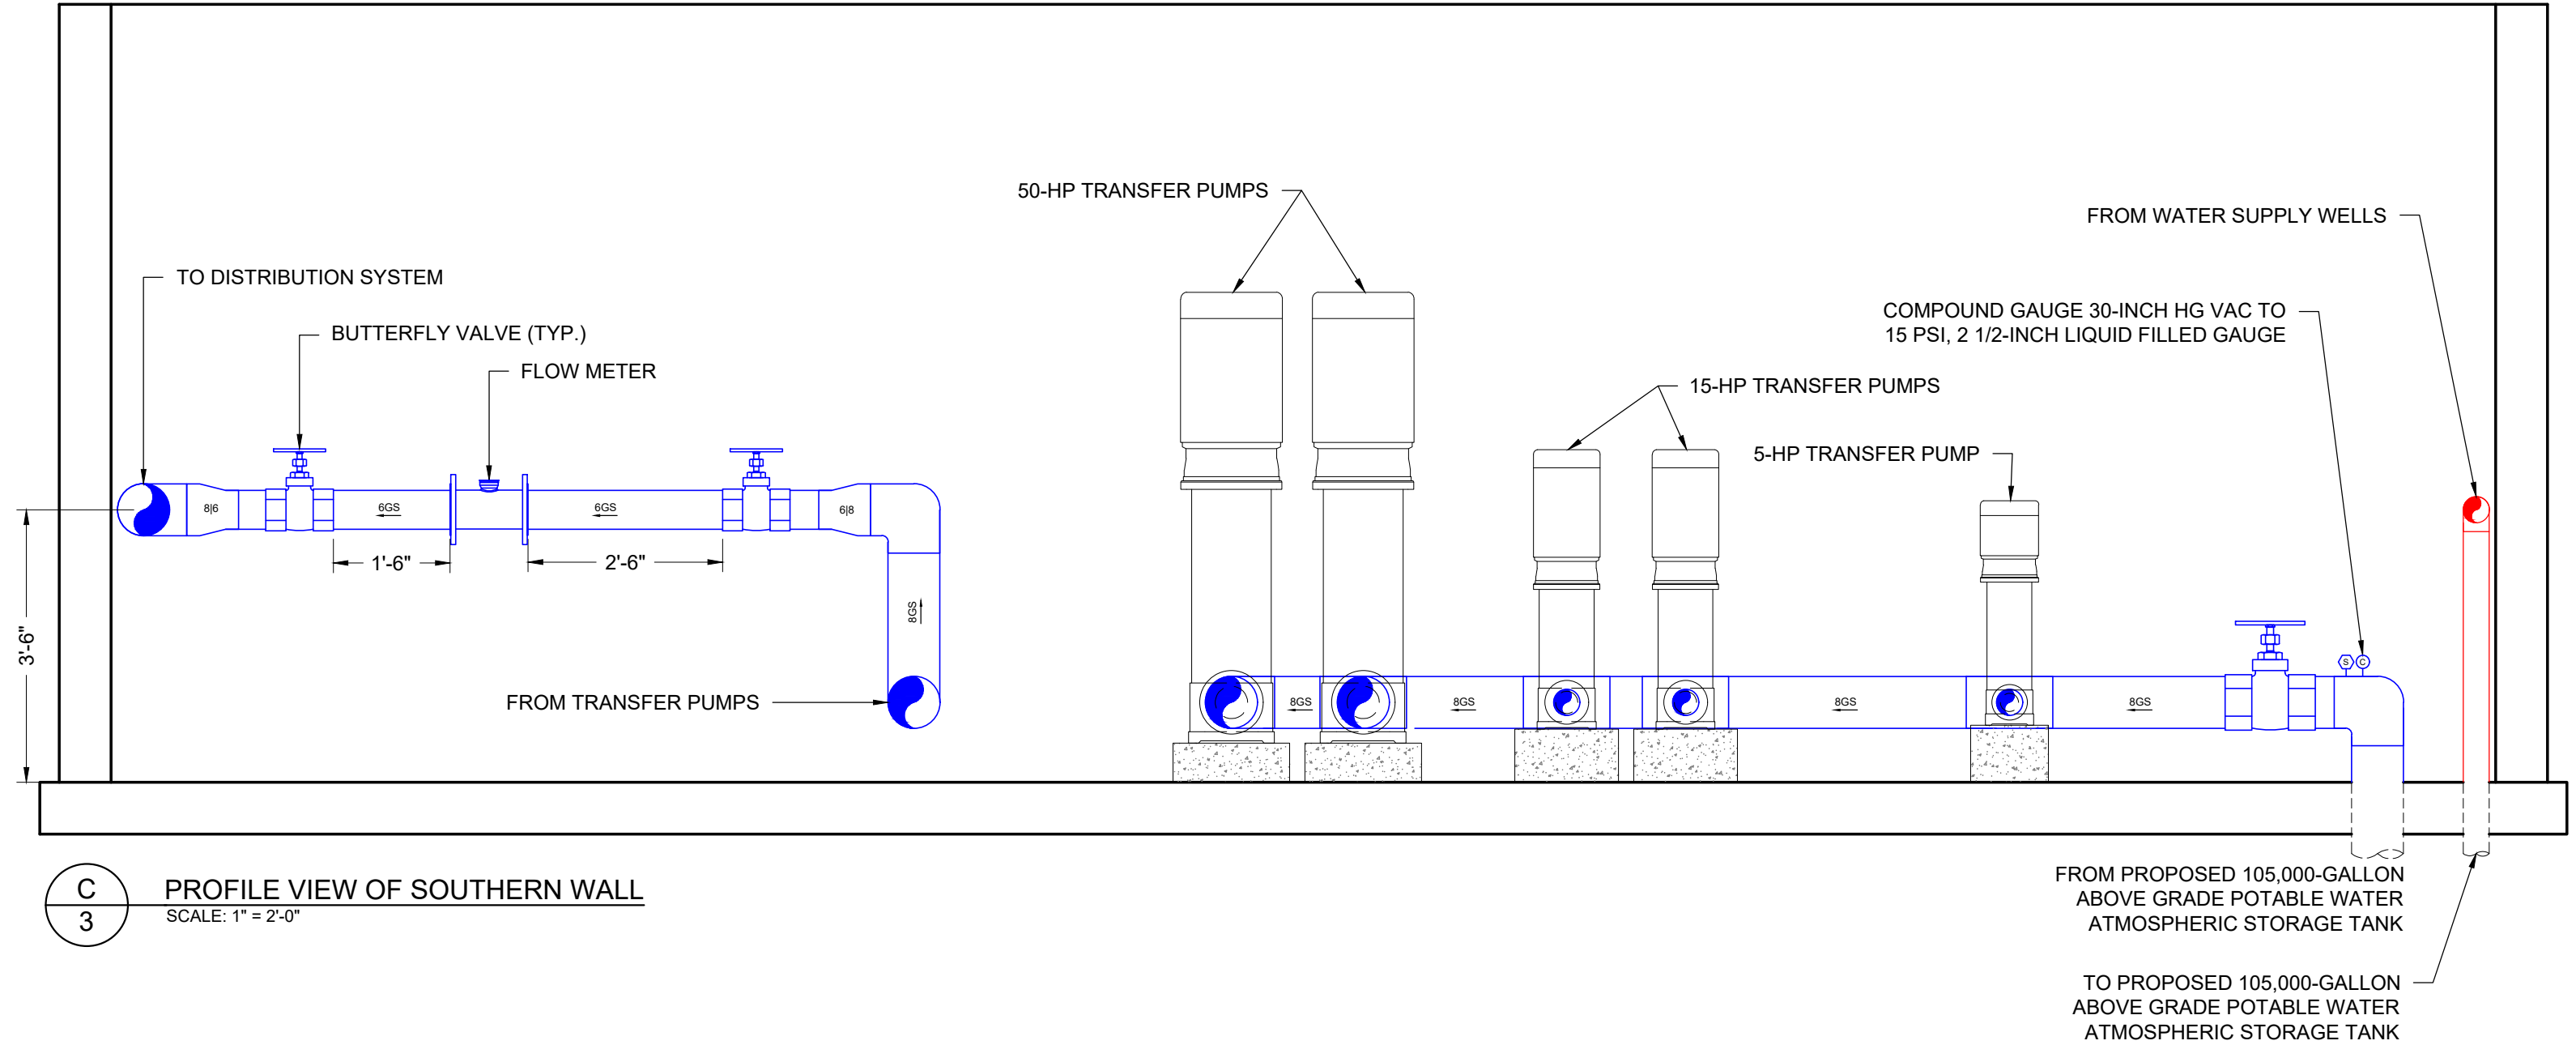 50-HP TRANSFER PUMPS
FROM WATER SUPPLY WELLS
TO DISTRIBUTION SYSTEM
COMPOUND GAUGE 30-INCH HG VAC TO
15 PSI, 2 1/2-INCH LIQUID FILLED GAUGE
BUTTERFLY VALVE (TYP.)
FLOW METER
15-HP TRANSFER PUMPS
5-HP TRANSFER PUMP
8|6
6GS
6GS
6|8
1'-6"
2'-6"
8GS
3'-6"
S
C
FROM TRANSFER PUMPS
8GS
8GS
8GS
8GS
C
3
PROFILE VIEW OF SOUTHERN WALL
SCALE: 1" = 2'-0"
FROM PROPOSED 105,000-GALLON
ABOVE GRADE POTABLE WATER
ATMOSPHERIC STORAGE TANK
TO PROPOSED 105,000-GALLON
ABOVE GRADE POTABLE WATER
ATMOSPHERIC STORAGE TANK